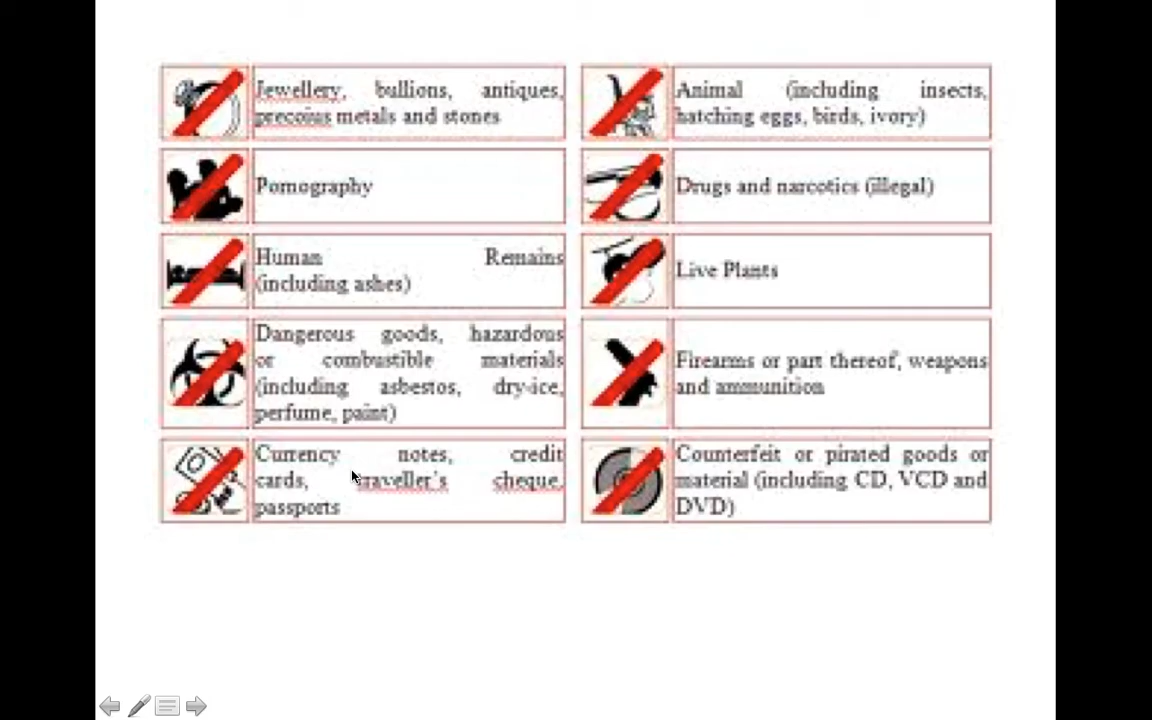 Jewellery, bullions, antiques,
precoius metals and stones
Animal (including insects,
hatching eggs, birds, ivory)
Pornography
Drugs and narcotics (illegal)
Human Remains
(including ashes)
Live Plants
Dangerous goods, hazardous
or combustible materials
(including asbestos, dry-ice,
perfume, paint)
Firearms or part thereof, weapons
and ammunition
Currency notes, credit
cards, traveller's cheque,
passports
Counterfeit or pirated goods or
material (including CD, VCD and
DVD)